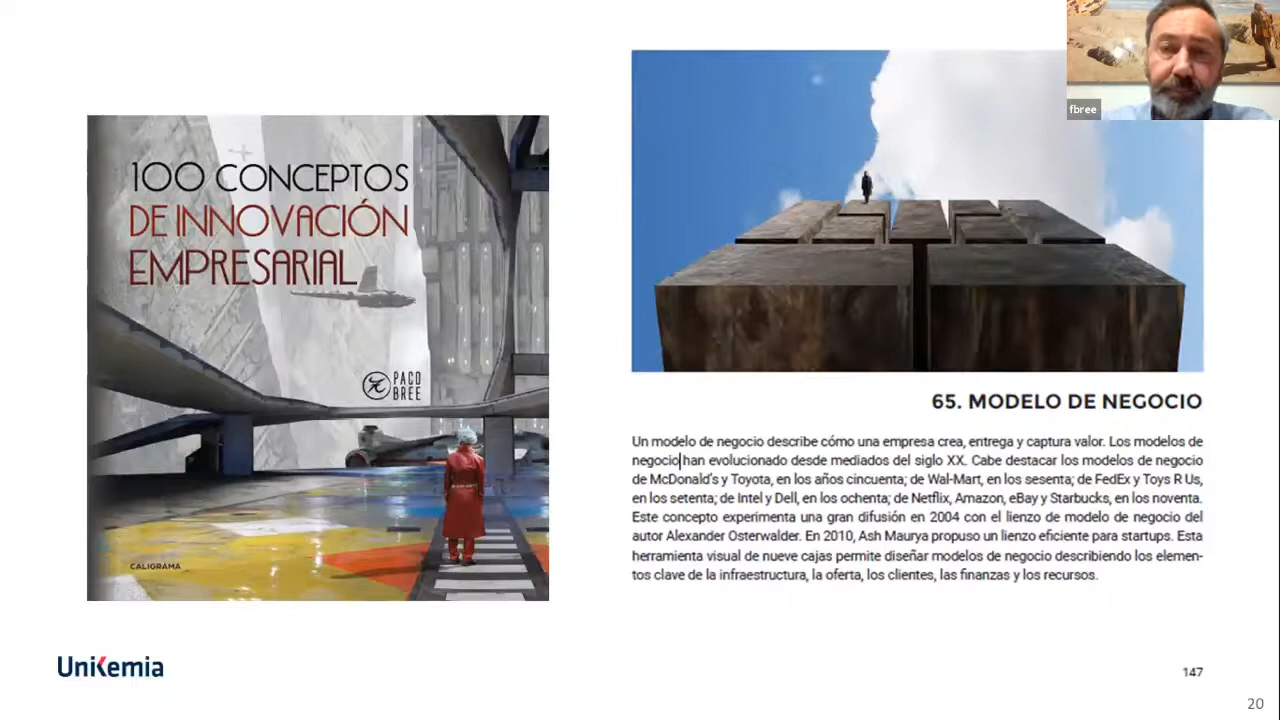 100 CONCEPTOS
DE INNOVACIÓN
EMPRESARIAL
PACO
BREE
CALIGRAMA
fbree
65. MODELO DE NEGOCIO
Un modelo de negocio describe cómo una empresa crea, entrega y captura valor. Los modelos de
negocio han evolucionado desde mediados del siglo XX. Cabe destacar los modelos de negocio
de McDonald's y Toyota, en los años cincuenta; de Wal-Mart, en los sesenta; de FedEx y Toys R Us,
en los setenta; de Intel y Dell, en los ochenta; de Netflix, Amazon, eBay y Starbucks, en los noventa.
Este concepto experimenta una gran difusión en 2004 con el lienzo de modelo de negocio del
autor Alexander Osterwalder. En 2010, Ash Maurya propuso un lienzo eficiente para startups. Esta
herramienta visual de nueve cajas permite diseñar modelos de negocio describiendo los elemen-
tos clave de la infraestructura, la oferta, los clientes, las finanzas y los recursos.
UniKemia
147
20